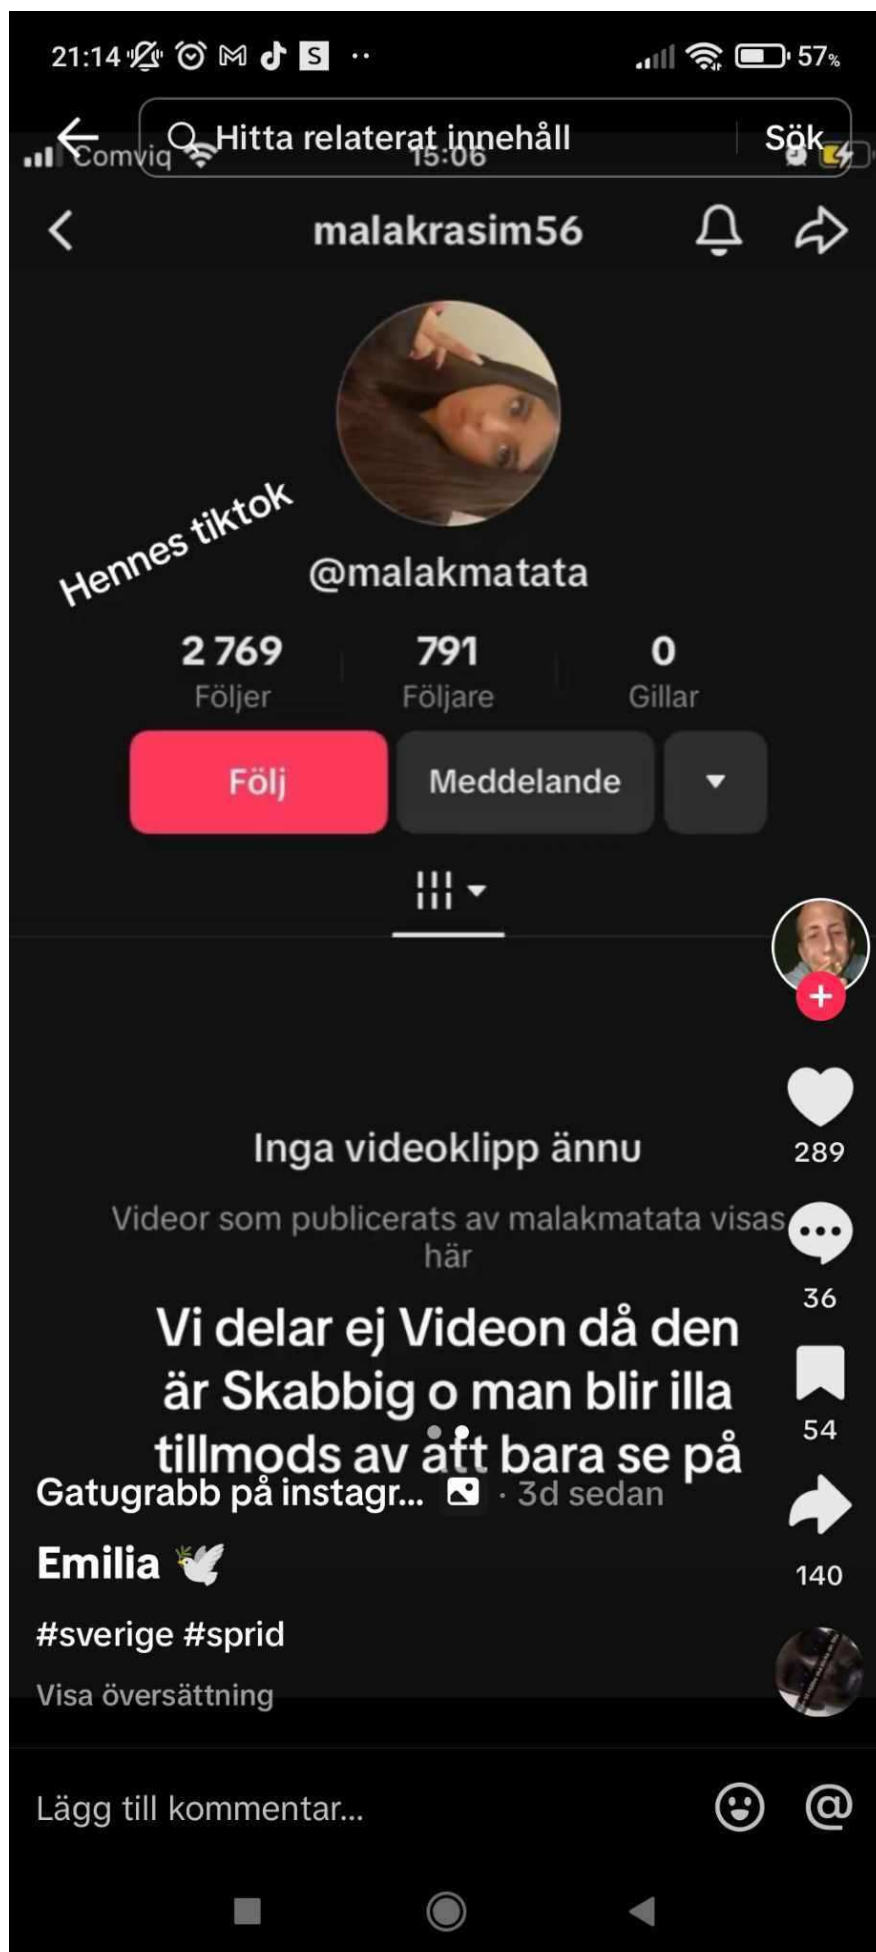 21:14 S 57%
Hitta relaterat innehåll Sök
Comviq 15:06
malakrasim56
Hennes tiktok
@malakmatata
2 769 791 0
Följer Följare Gillar
Följ Meddelande
Inga videoklipp ännu
289
Videor som publicerats av malakmatata visas
här
36
Vi delar ej Videon då den
är Skabbig o man blir illa
54
tillmods av att bara se på
Gatugrabb på instagr... · 3d sedan
Emilia
140
#sverige #sprid
Visa översättning
Lägg till kommentar... @